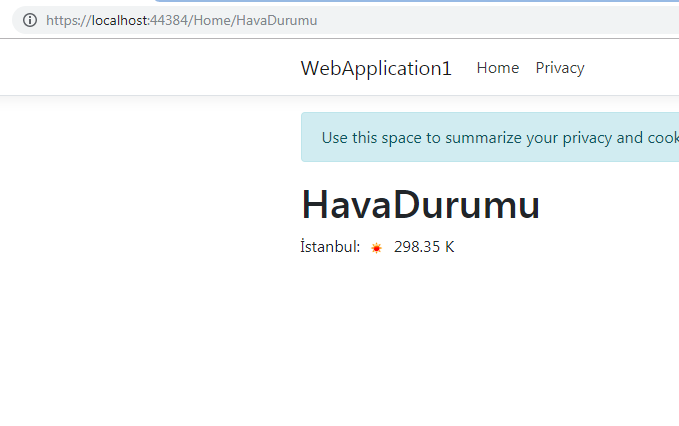 https://localhost:44384/Home/HavaDurumu
WebApplication1 Home Privacy
Use this space to summarize your privacy and cook
HavaDurumu
İstanbul: 298.35 K